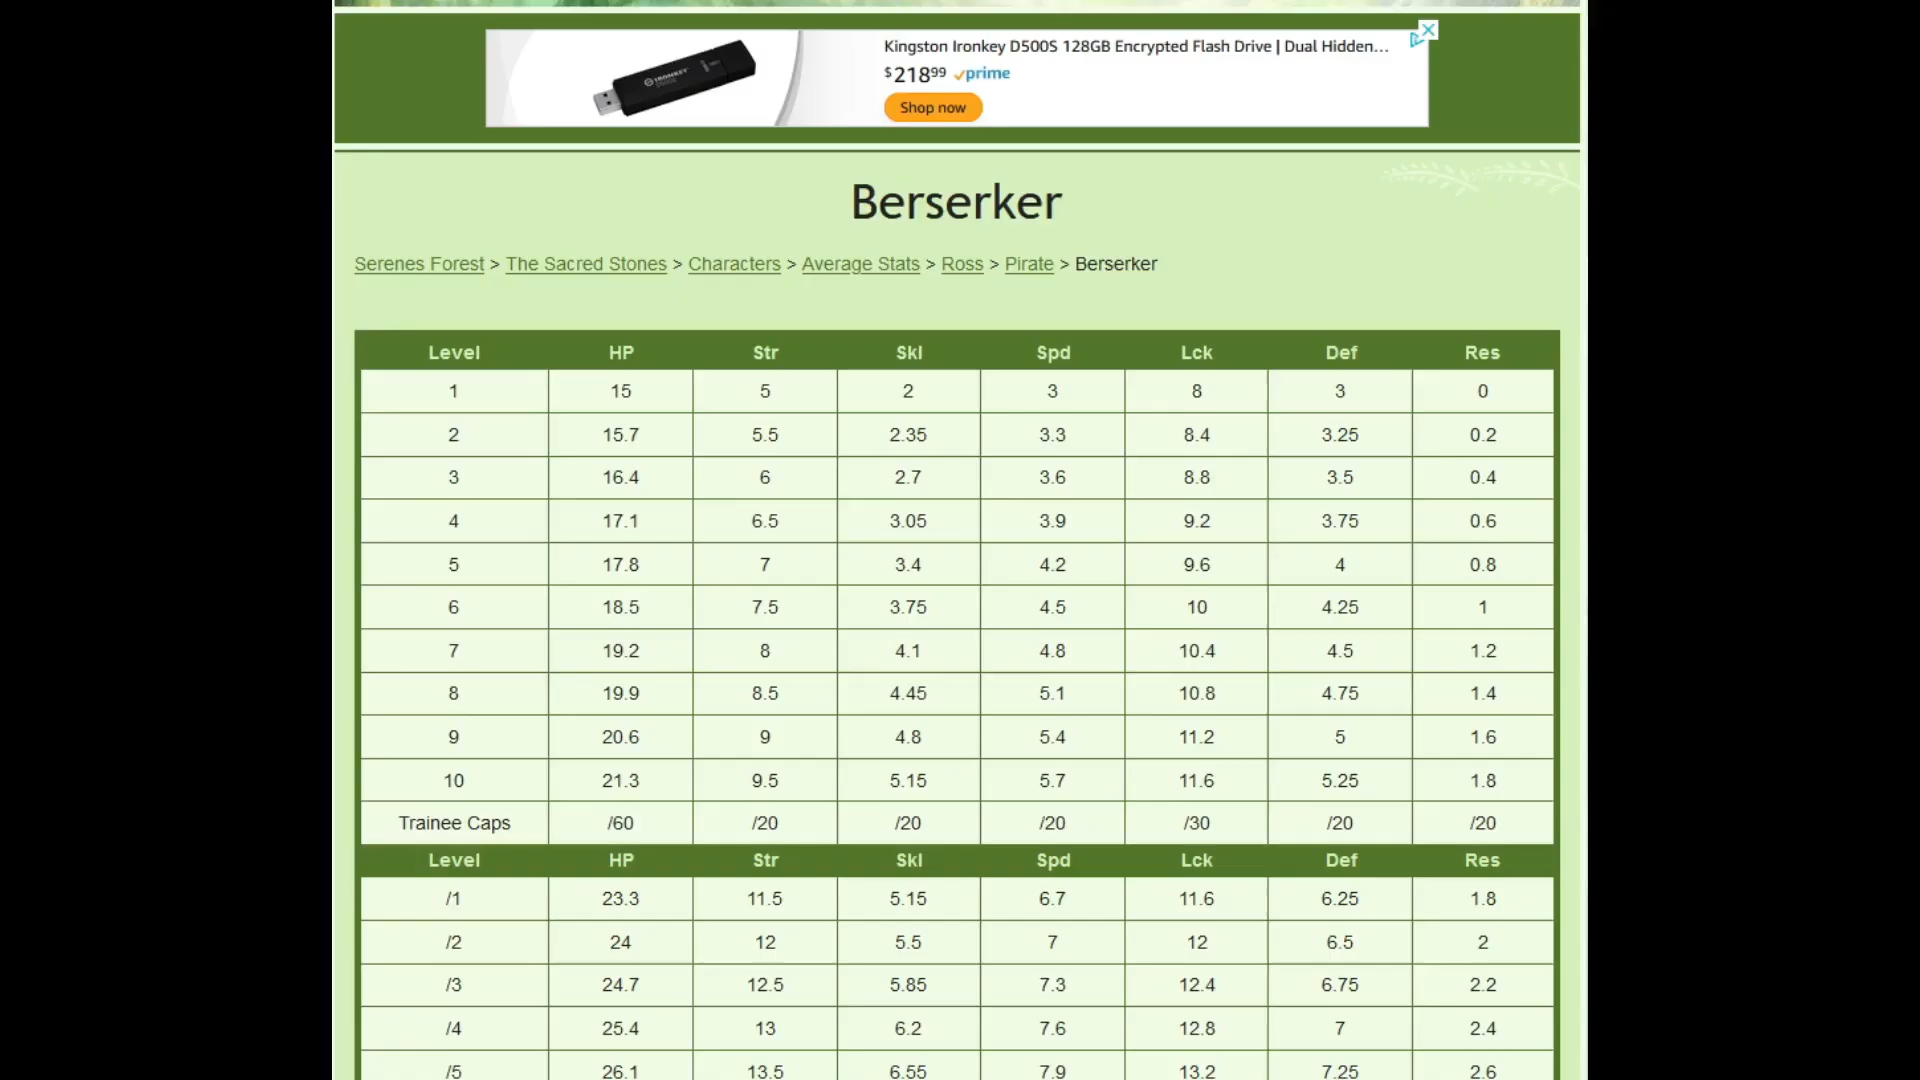 Kingston Ironkey D500S 128GB Encrypted Flash Drive | Dual Hidden...
$218.99 prime
Shop now
IRONKEY
Berserker
Serenes Forest > The Sacred Stones > Characters > Average Stats > Ross > Pirate > Berserker
Level HP Str Skl Spd Lck Def Res
1 15 5 2 3 8 3 0
2 15.7 5.5 2.35 3.3 8.4 3.25 0.2
3 16.4 6 2.7 3.6 8.8 3.5 0.4
4 17.1 6.5 3.05 3.9 9.2 3.75 0.6
5 17.8 7 3.4 4.2 9.6 4 0.8
6 18.5 7.5 3.75 4.5 10 4.25 1
7 19.2 8 4.1 4.8 10.4 4.5 1.2
8 19.9 8.5 4.45 5.1 10.8 4.75 1.4
9 20.6 9 4.8 5.4 11.2 5 1.6
10 21.3 9.5 5.15 5.7 11.6 5.25 1.8
Trainee Caps /60 /20 /20 /20 /30 /20 /20
Level HP Str Skl Spd Lck Def Res
/1 23.3 11.5 5.15 6.7 11.6 6.25 1.8
/2 24 12 5.5 7 12 6.5 2
/3 24.7 12.5 5.85 7.3 12.4 6.75 2.2
/4 25.4 13 6.2 7.6 12.8 7 2.4
/5 26.1 13.5 6.55 7.9 13.2 7.25 2.6